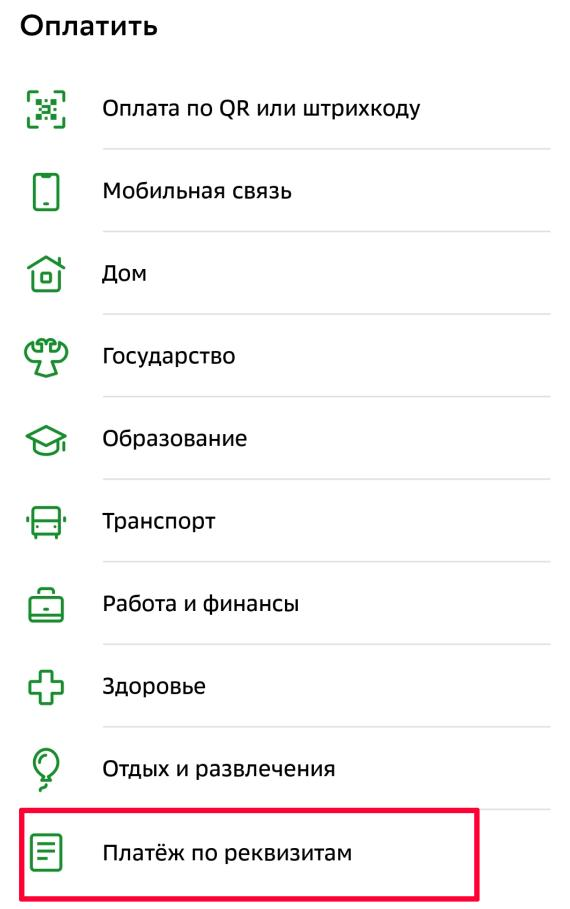 Оплатить
Оплата по QR или штрихкоду
Мобильная связь
Дом
Государство
Образование
Транспорт
Работа и финансы
Здоровье
Отдых и развлечения
Платёж по реквизитам